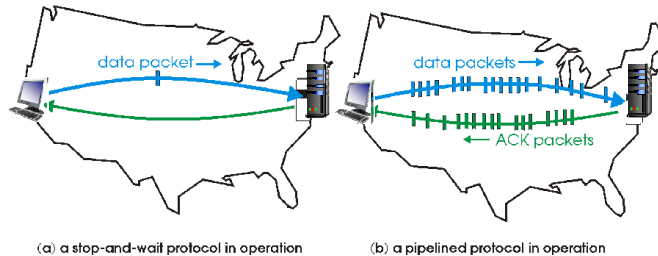 data packet
data packets
ACK packets
(a) a stop-and-wait protocol in operation
(b) a pipelined protocol in operation